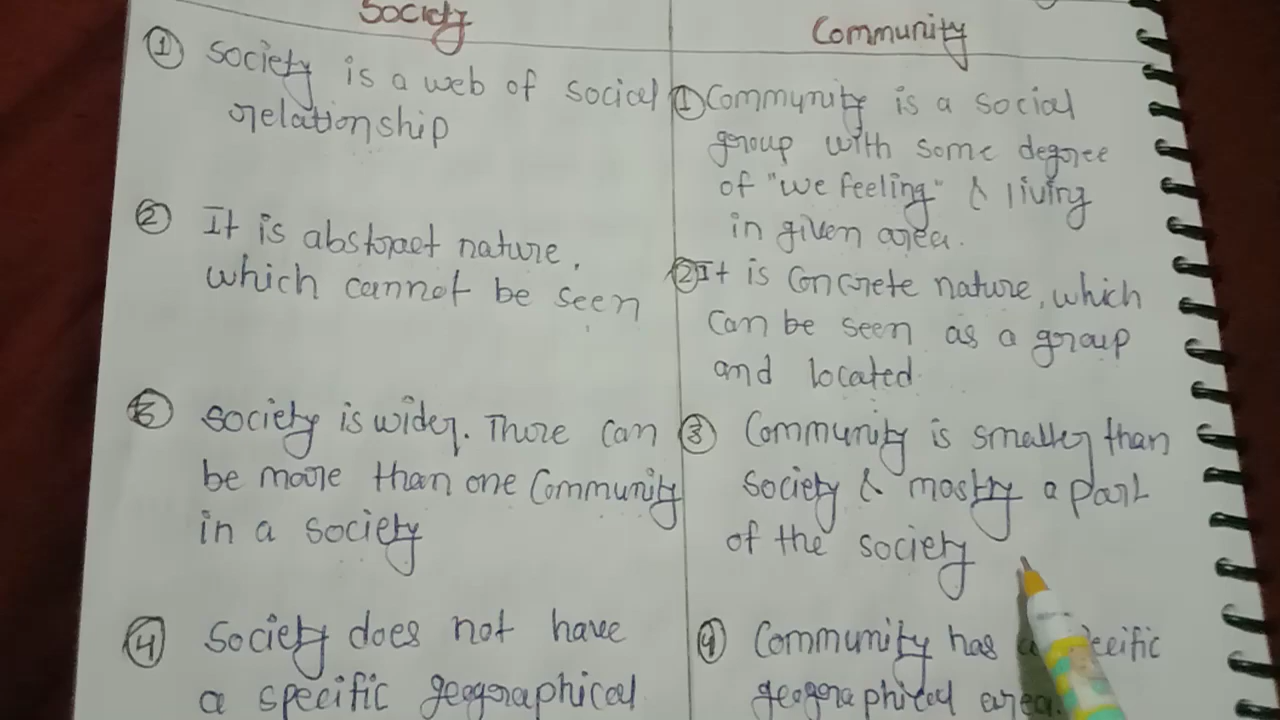 Society
① Society is a web of social
relationship
② It is abstract nature,
which cannot be seen
③ Society is wider. There can
be more than one Community
in a society
④ Society does not have
a specific geographical
Community
① Community is a social
group with some degree
of "we feeling" & living
in given area.
② It is Concrete nature, which
can be seen as a group
and located.
③ Community is smaller than
society & mostly a part
of the society
④ Community has
geographical area.